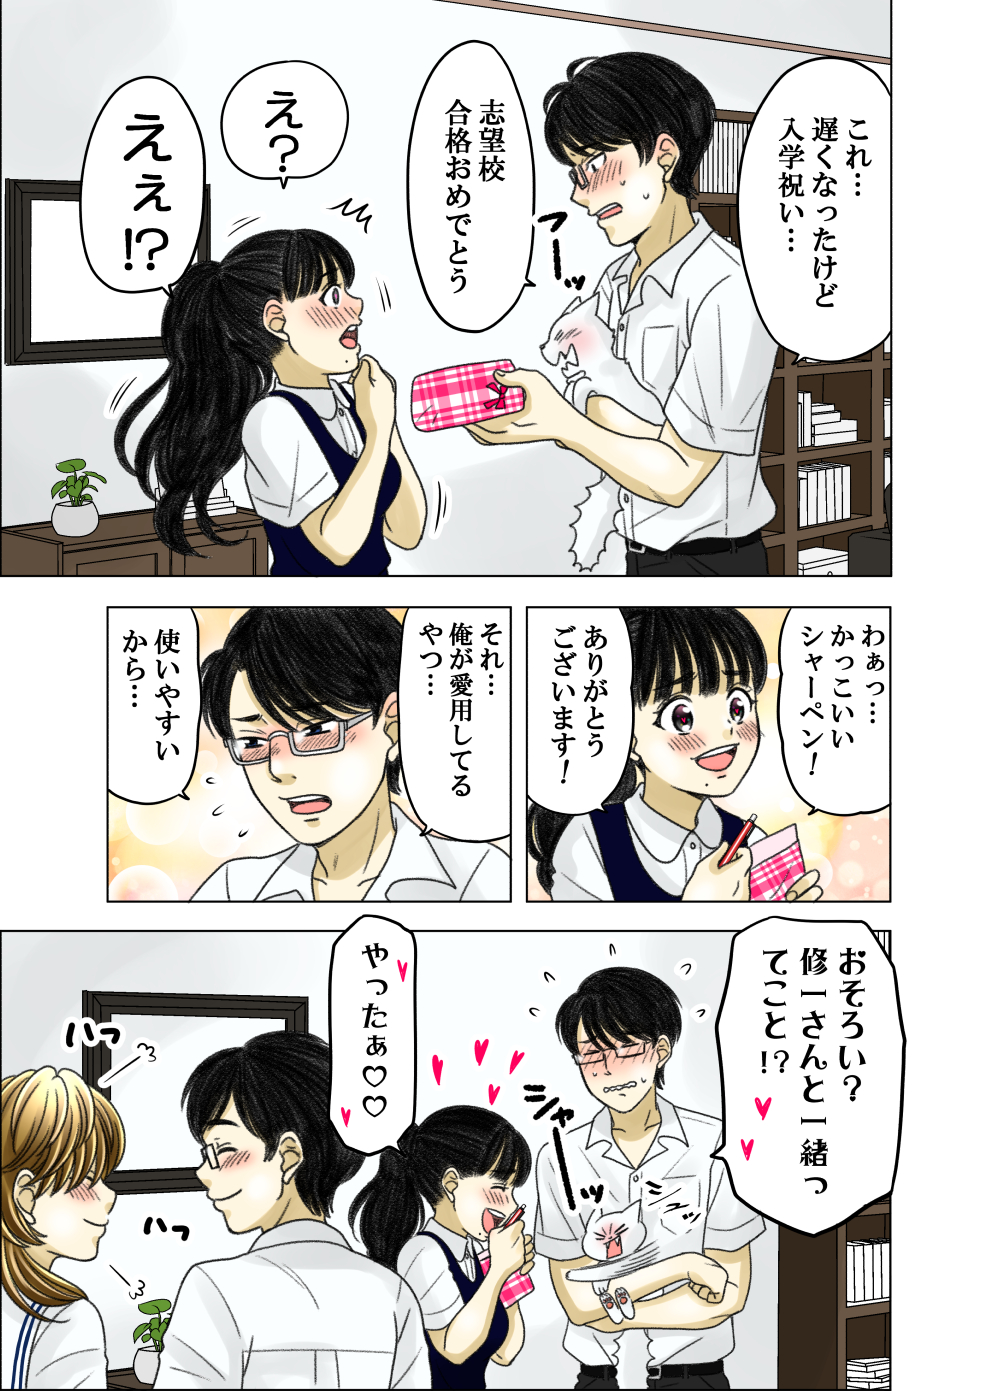 これ…
遅くなったけど
入学祝い…
フーッ
志望校
合格おめでとう
え?
ええ!?
わぁっ…
かっこいい
シャーペン!
ありがとう
ございます!
それ…
俺が愛用してる
やつ…
使いやすい
から…
おそろい?
修一さんと一緒っ
てこと!?
シャーッ
やったぁ♡♡
ハっ
ハっ